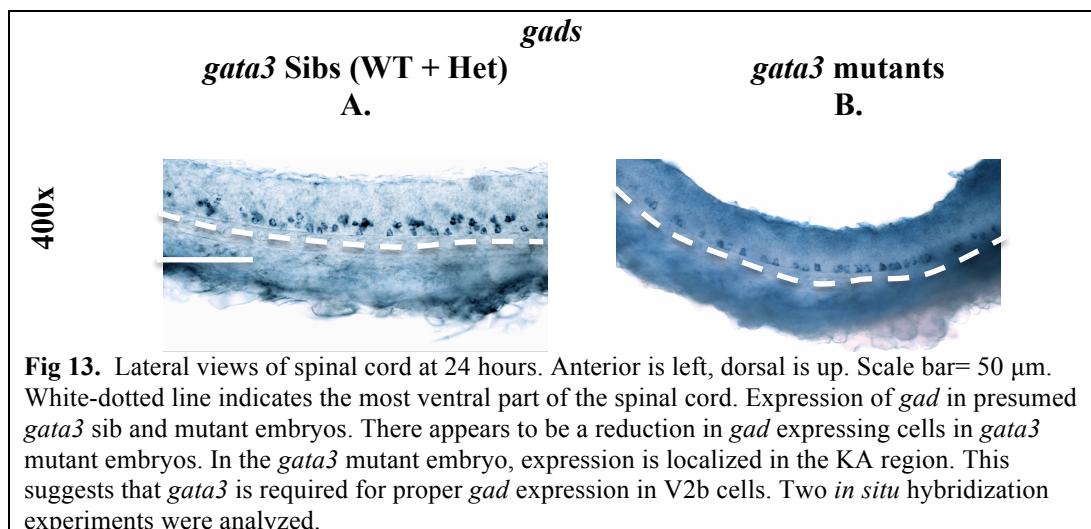 gads
gata3 Sibs (WT + Het)
gata3 mutants
A.
B.
400x
Fig 13. Lateral views of spinal cord at 24 hours. Anterior is left, dorsal is up. Scale bar= 50 μm.
White-dotted line indicates the most ventral part of the spinal cord. Expression of gad in presumed
gata3 sib and mutant embryos. There appears to be a reduction in gad expressing cells in gata3
mutant embryos. In the gata3 mutant embryo, expression is localized in the KA region. This
suggests that gata3 is required for proper gad expression in V2b cells. Two in situ hybridization
experiments were analyzed.